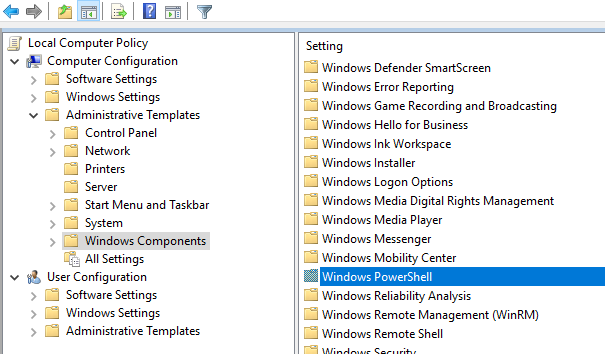 Local Computer Policy
Computer Configuration
Software Settings
Windows Settings
Administrative Templates
Control Panel
Network
Printers
Server
Start Menu and Taskbar
System
Windows Components
All Settings
User Configuration
Software Settings
Windows Settings
Administrative Templates
Setting
Windows Defender SmartScreen
Windows Error Reporting
Windows Game Recording and Broadcasting
Windows Hello for Business
Windows Ink Workspace
Windows Installer
Windows Logon Options
Windows Media Digital Rights Management
Windows Media Player
Windows Messenger
Windows Mobility Center
Windows PowerShell
Windows Reliability Analysis
Windows Remote Management (WinRM)
Windows Remote Shell
Windows Security